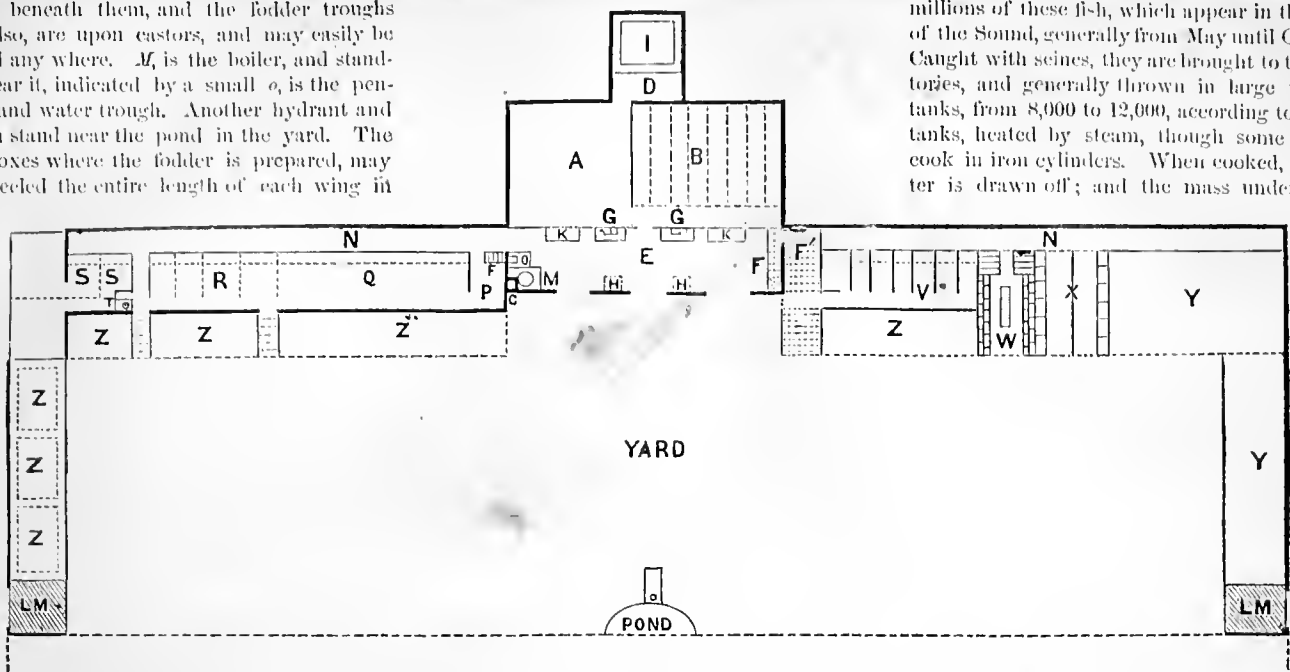 beneath them, and the fodder troughs
also, are upon castors, and may easily be
any where. M, is the boiler, and stand-
ear it, indicated by a small o, is the pen-
and water trough. Another hydrant and
stand near the pond in the yard. The
oxes where the fodder is prepared, may
the entire length of each wing in
millions of these fish, which appear in th
of the Sound, generally from May until O
Caught with seines, they are brought to t
tories, and generally thrown in large
tanks, from 8,000 to 12,000, according to
tanks, heated by steam, though some
cook in iron cylinders. When cooked,
ter is drawn off; and the mass under
I
D
A
B
G G
K K
N E N
S S R Q F O M H H F F' V X Y
P C
T o
Z Z Z" Z W
Z
YARD
Y
Z
Z
o
LM POND LM